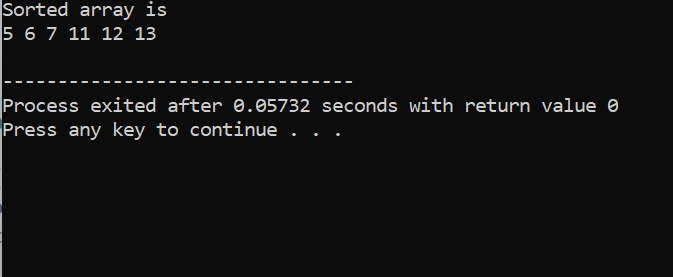 Sorted array is
5 6 7 11 12 13
--------------------------------
Process exited after 0.05732 seconds with return value 0
Press any key to continue . . .